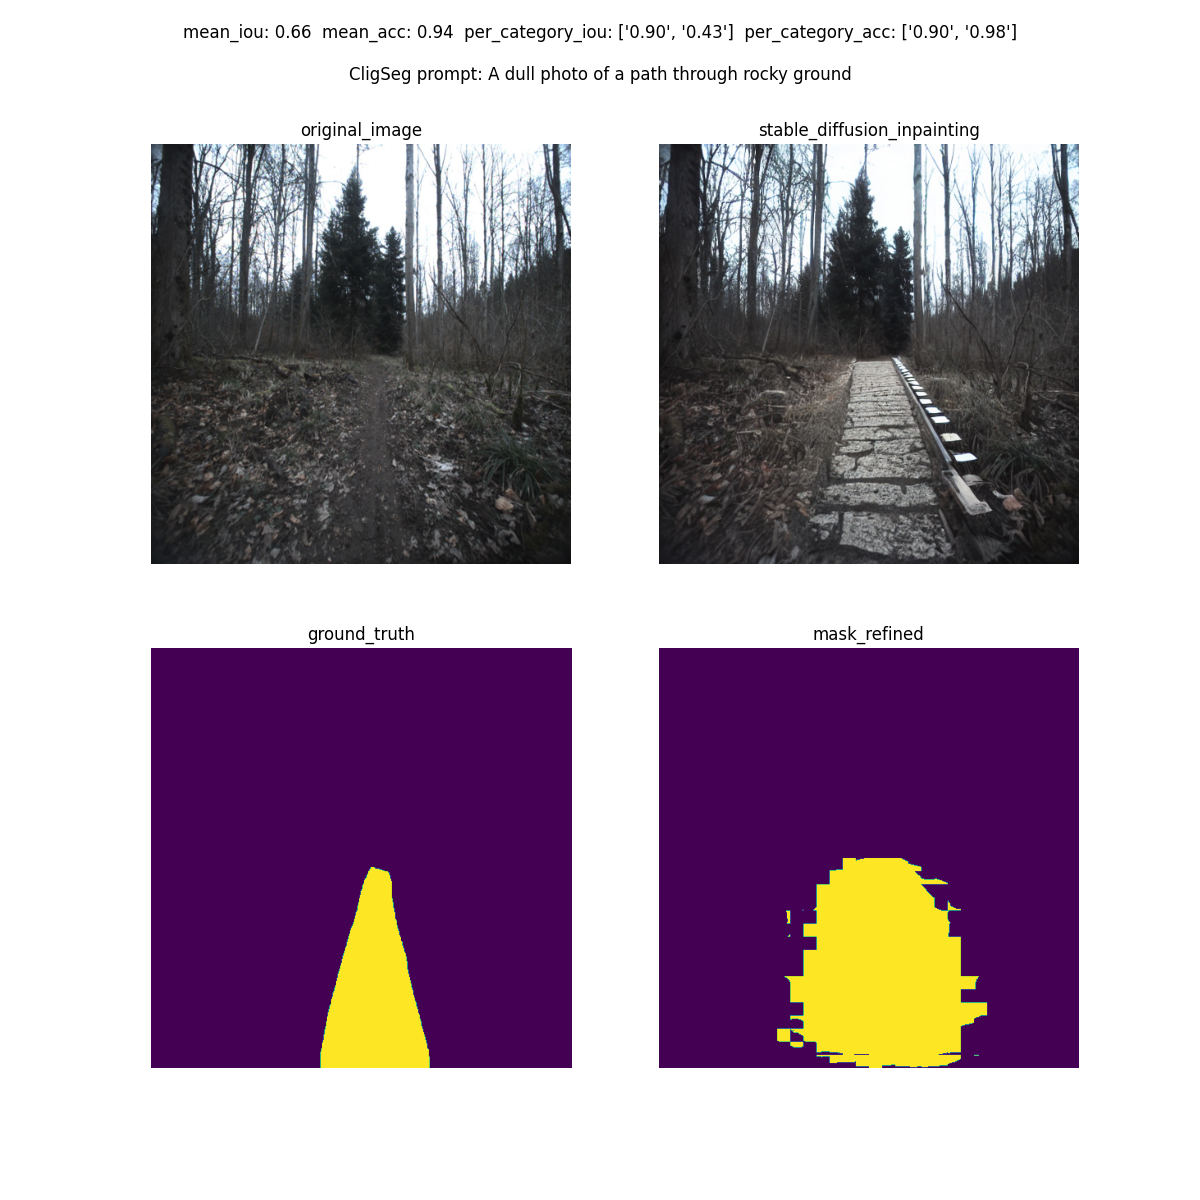 mean_iou: 0.66  mean_acc: 0.94  per_category_iou: ['0.90', '0.43']  per_category_acc: ['0.90', '0.98']
CligSeg prompt: A dull photo of a path through rocky ground
original_image
stable_diffusion_inpainting
ground_truth
mask_refined